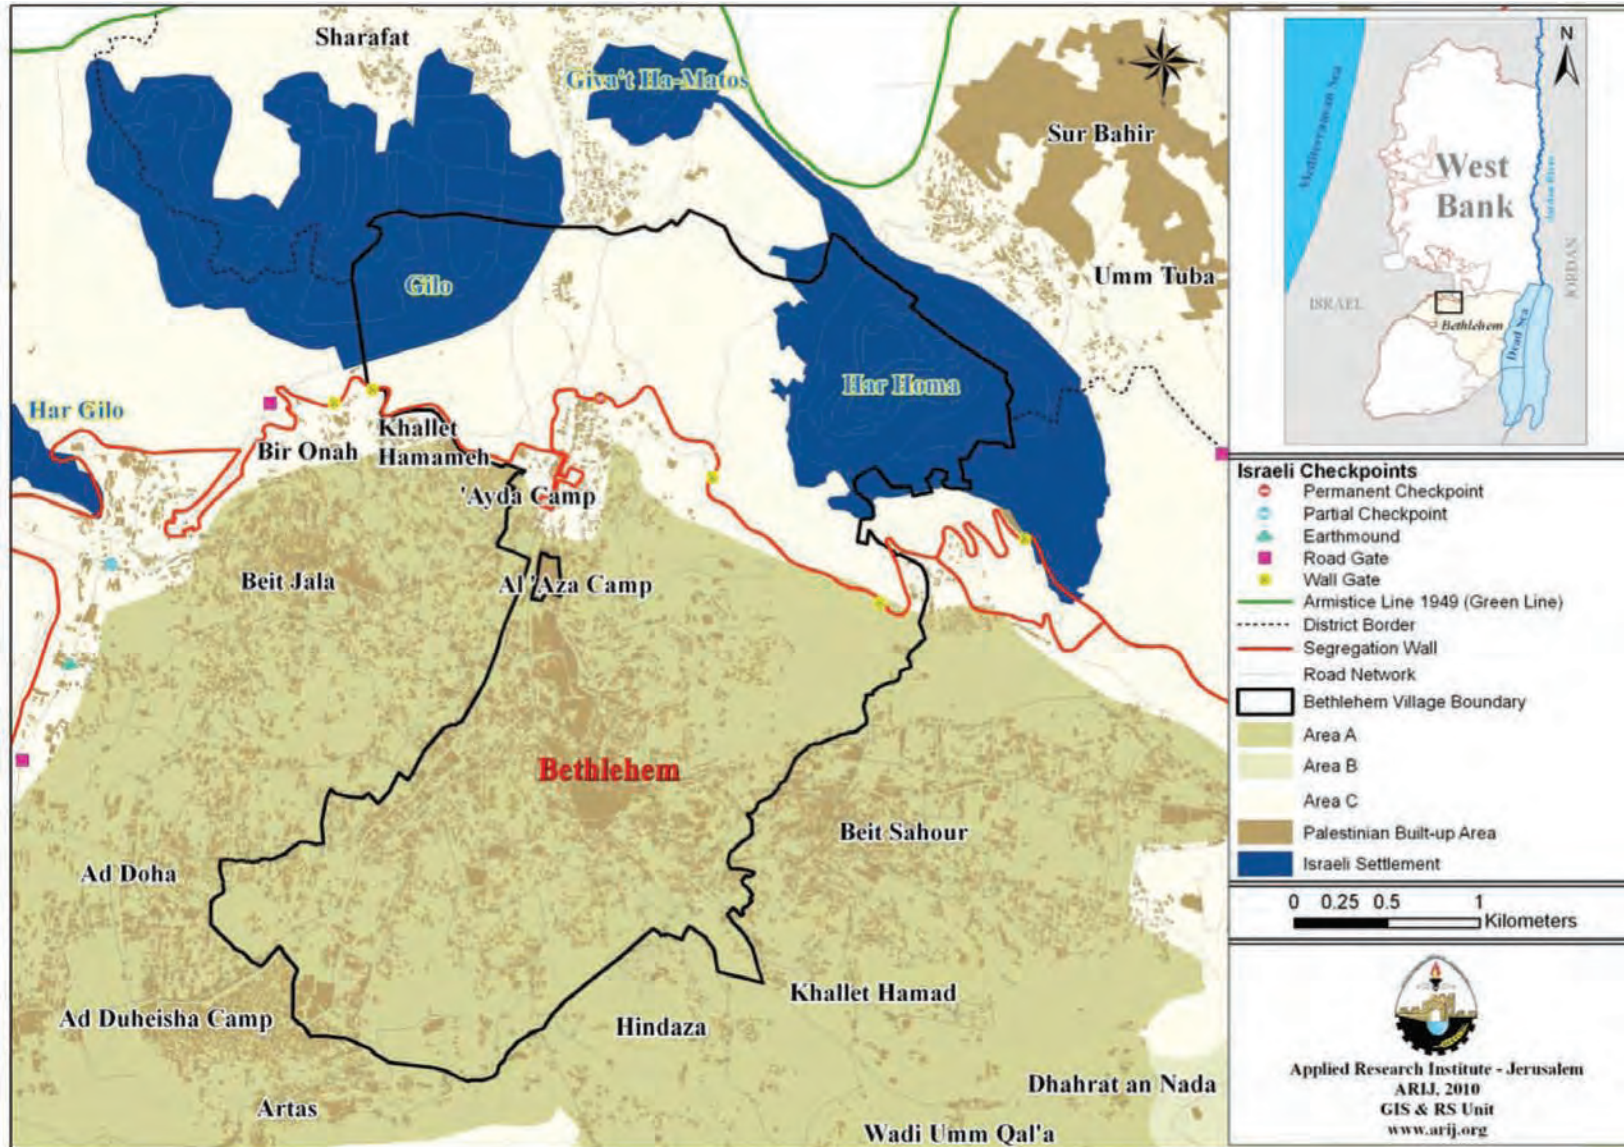 Sharafat
Giva't Ha-Matos
Sur Bahir
Umm Tuba
Gilo
Har Homa
Har Gilo
Bir Onah
Khallet
Hamameh
'Ayda Camp
Beit Jala
Al 'Aza Camp
Bethlehem
Beit Sahour
Ad Doha
Ad Duheisha Camp
Khallet Hamad
Hindaza
Dhahrat an Nada
Artas
Wadi Umm Qal'a
N
Mediterranean Sea
West
Bank
Jordan River
JORDAN
ISRAEL
Bethlehem
Dead Sea
Israeli Checkpoints
Permanent Checkpoint
Partial Checkpoint
Earthmound
Road Gate
Wall Gate
Armistice Line 1949 (Green Line)
District Border
Segregation Wall
Road Network
Bethlehem Village Boundary
Area A
Area B
Area C
Palestinian Built-up Area
Israeli Settlement
0 0.25 0.5 1
Kilometers
Applied Research Institute - Jerusalem
ARIJ, 2010
GIS & RS Unit
www.arij.org